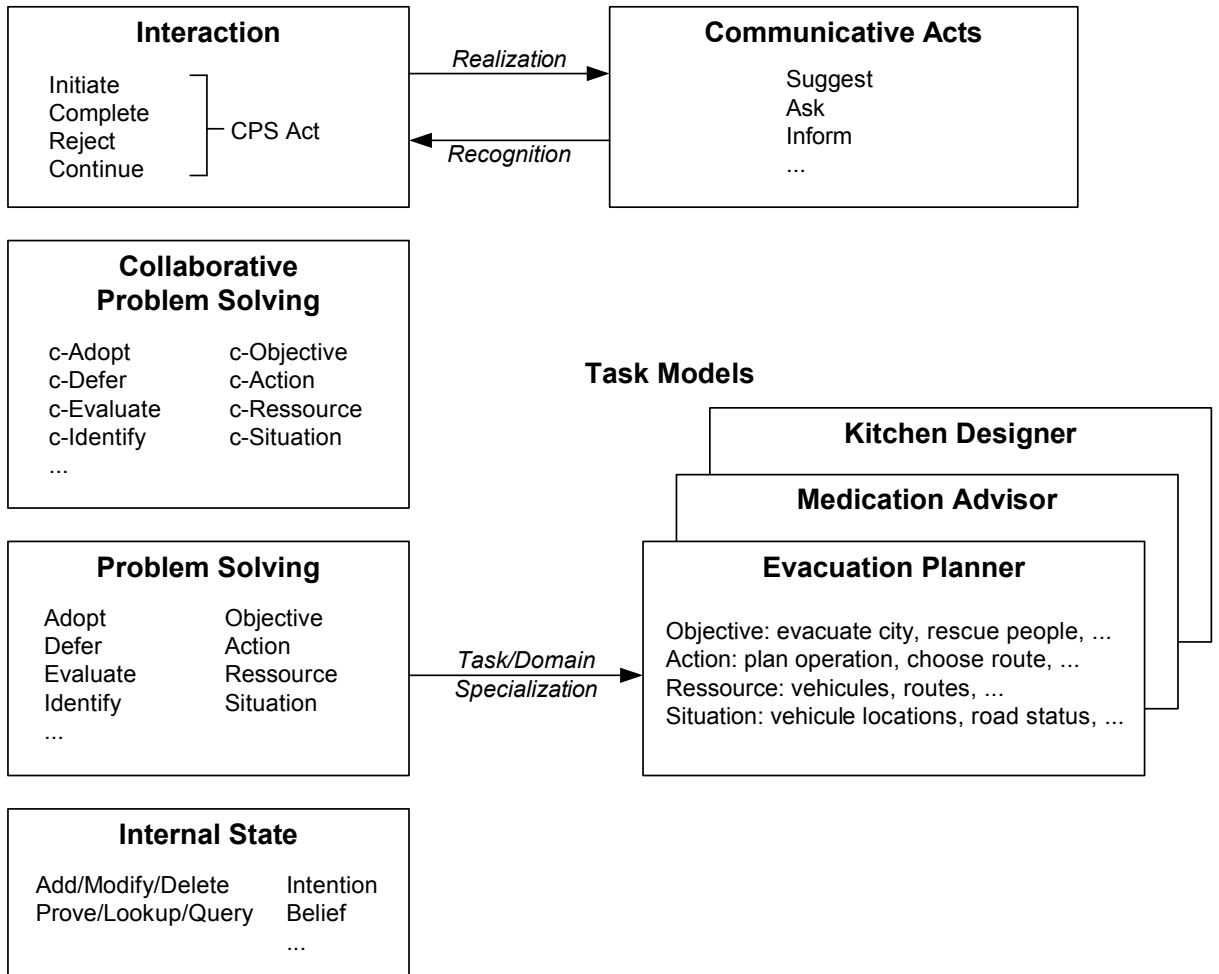 Interaction
Initiate
Complete
Reject
Continue
CPS Act
Realization
Recognition
Communicative Acts
Suggest
Ask
Inform
...
Collaborative
Problem Solving
c-Adopt c-Objective
c-Defer c-Action
c-Evaluate c-Ressource
c-Identify c-Situation
...
Task Models
Kitchen Designer
Medication Advisor
Evacuation Planner
Objective: evacuate city, rescue people, ...
Action: plan operation, choose route, ...
Ressource: vehicules, routes, ...
Situation: vehicule locations, road status, ...
Problem Solving
Adopt Objective
Defer Action
Evaluate Ressource
Identify Situation
...
Task/Domain
Specialization
Internal State
Add/Modify/Delete Intention
Prove/Lookup/Query Belief
...